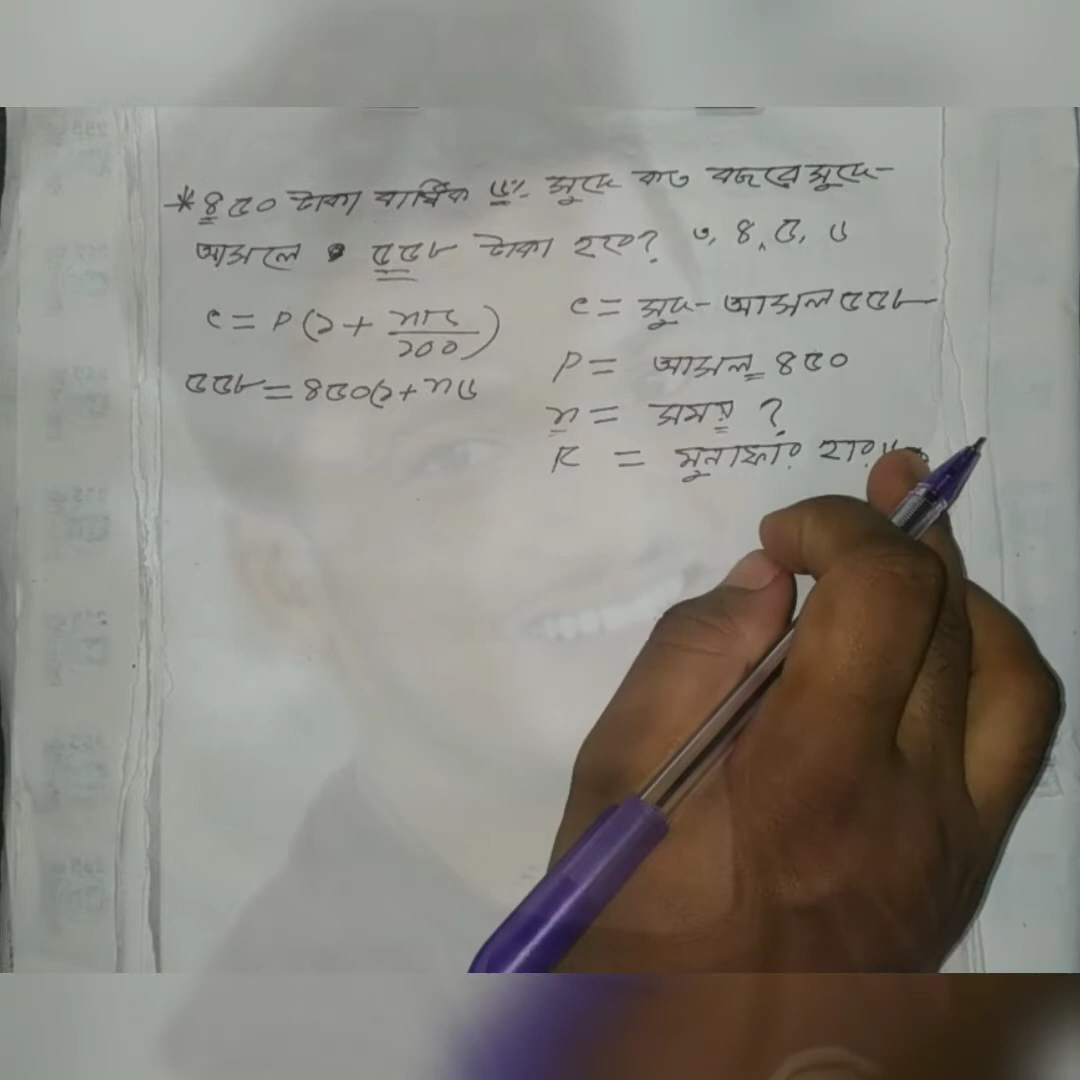 * ৪৫০ টাকা বার্ষিক ৬% সুদে কত বছরে সুদে-
আসলে ৫৫৮ টাকা হবে? ৩, ৪, ৫, ৬
c = P(১ + nr/১০০)
৫৫৮ = ৪৫০(১ + n৬
c = সুদ-আসল ৫৫৮
P = আসল = ৪৫০
n = সময় ?
R = মুনাফার হার